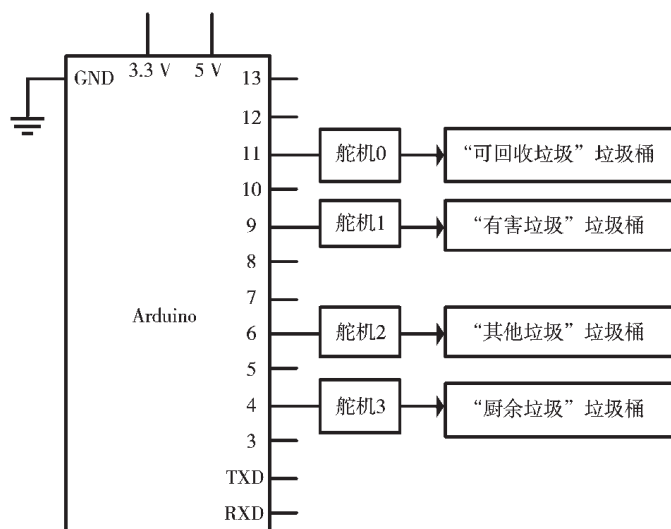 GND 3.3 V 5 V 13
12
11 舵机0 “可回收垃圾”垃圾桶
10
9 舵机1 “有害垃圾”垃圾桶
8
7
Arduino
6 舵机2 “其他垃圾”垃圾桶
5
4 舵机3 “厨余垃圾”垃圾桶
3
TXD
RXD